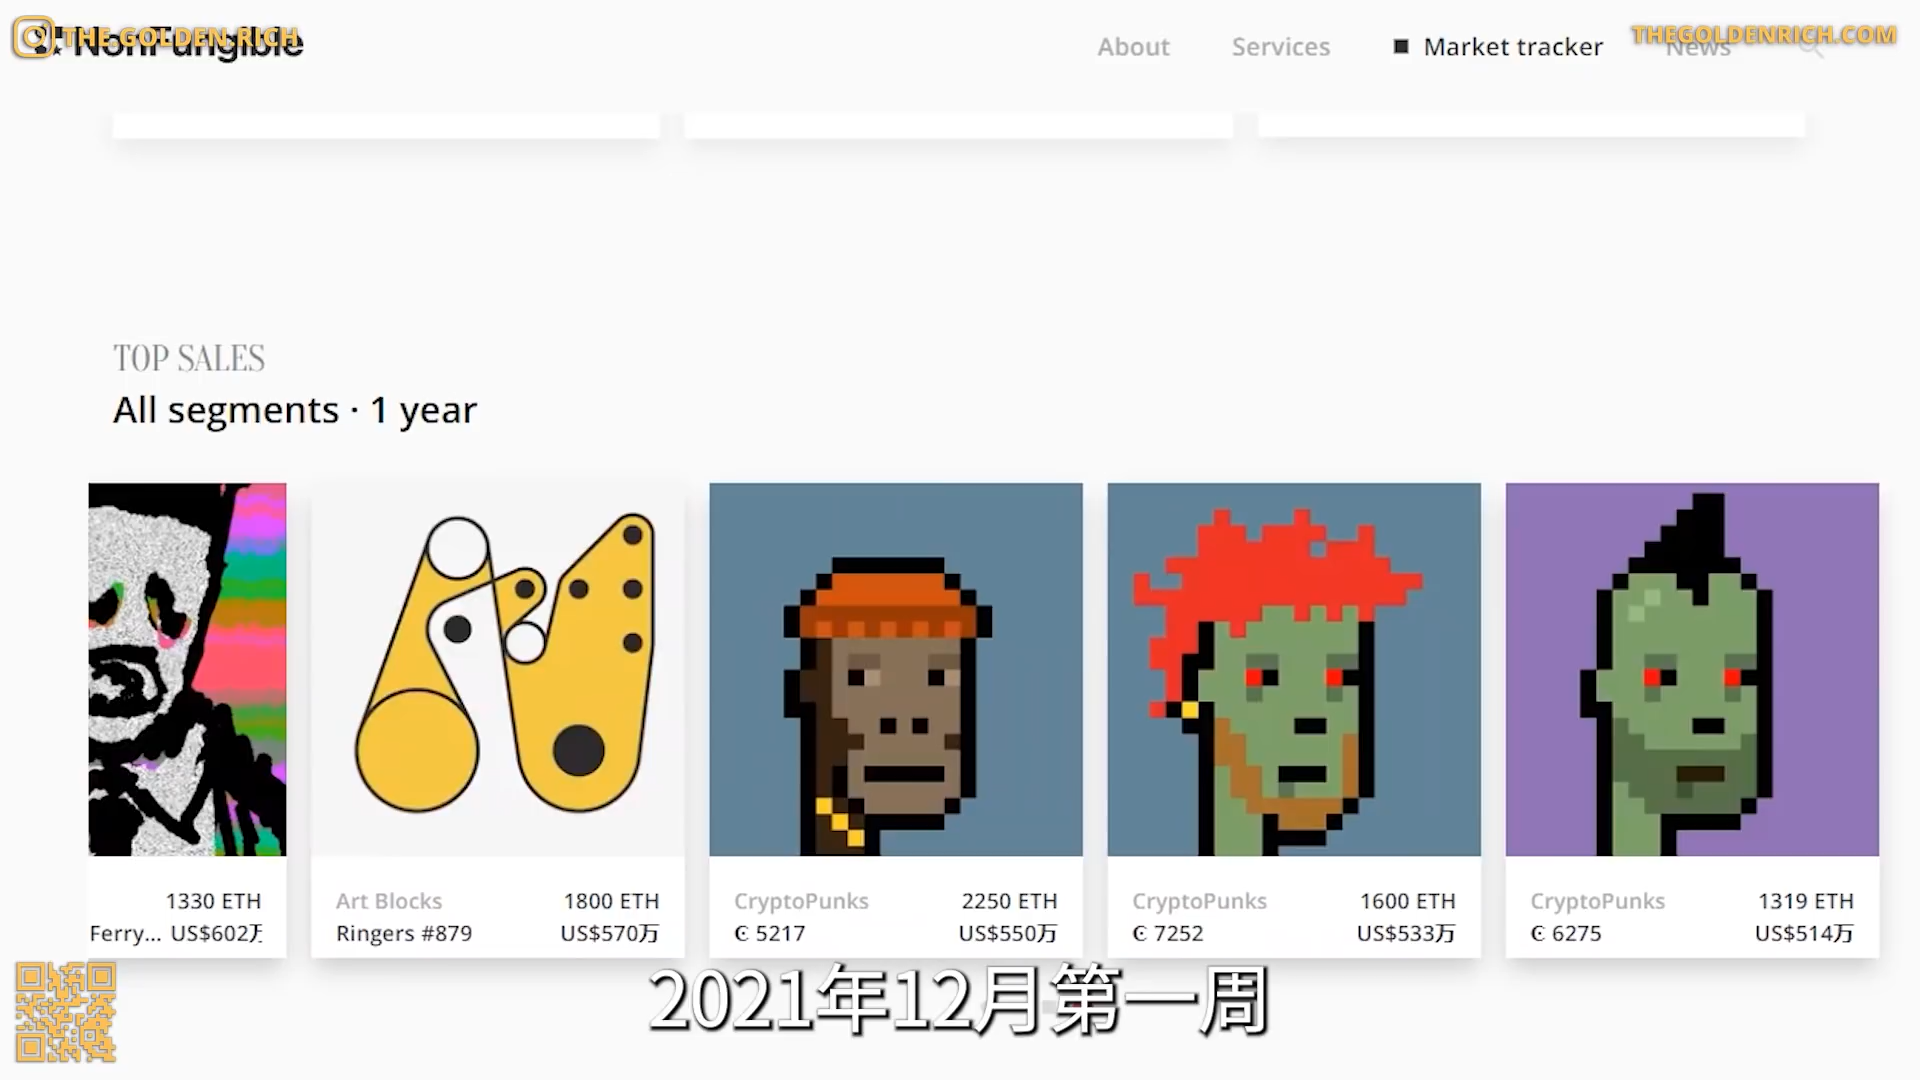 THE GOLDEN RICH
NonFungible
About
Services
Market tracker
News
THEGOLDENRICH.COM
TOP SALES
All segments · 1 year
1330 ETH
Ferry... US$602万
Art Blocks 1800 ETH
Ringers #879 US$570万
CryptoPunks 2250 ETH
5217 US$550万
CryptoPunks 1600 ETH
7252 US$533万
CryptoPunks 1319 ETH
6275 US$514万
2021年12月第一周